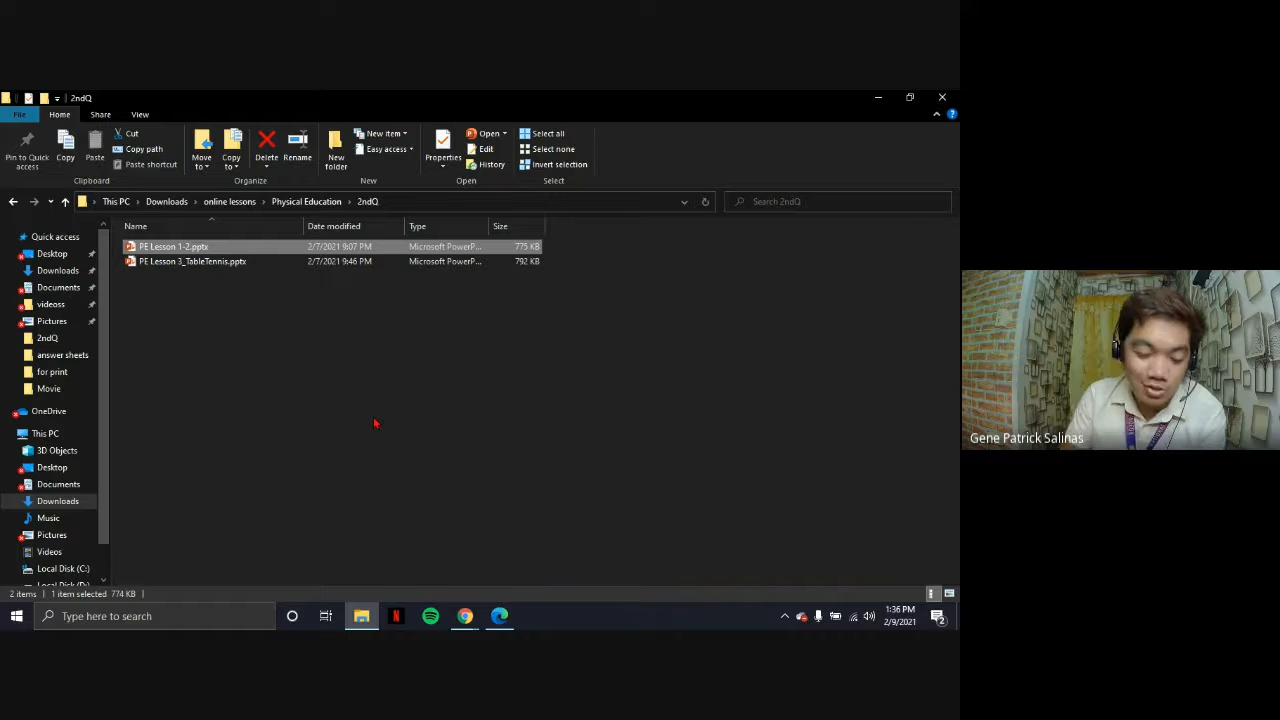 2ndQ
File Home Share View
Pin to Quick access
Copy
Paste
Cut
Copy path
Paste shortcut
Clipboard
Move to
Copy to
Delete
Rename
Organize
New folder
New item
Easy access
New
Properties
Open
Edit
History
Open
Select all
Select none
Invert selection
Select
This PC Downloads online lessons Physical Education 2ndQ
Search 2ndQ
Name Date modified Type Size
PE Lesson 1-2.pptx 2/7/2021 9:07 PM Microsoft PowerP... 775 KB
PE Lesson 3_TableTennis.pptx 2/7/2021 9:46 PM Microsoft PowerP... 792 KB
Quick access
Desktop
Downloads
Documents
videoss
Pictures
2ndQ
answer sheets
for print
Movie
OneDrive
This PC
3D Objects
Desktop
Documents
Downloads
Music
Pictures
Videos
Local Disk (C:)
Local Disk (D:)
2 items 1 item selected 774 KB
Type here to search
1:36 PM
2/9/2021
2
Gene Patrick Salinas